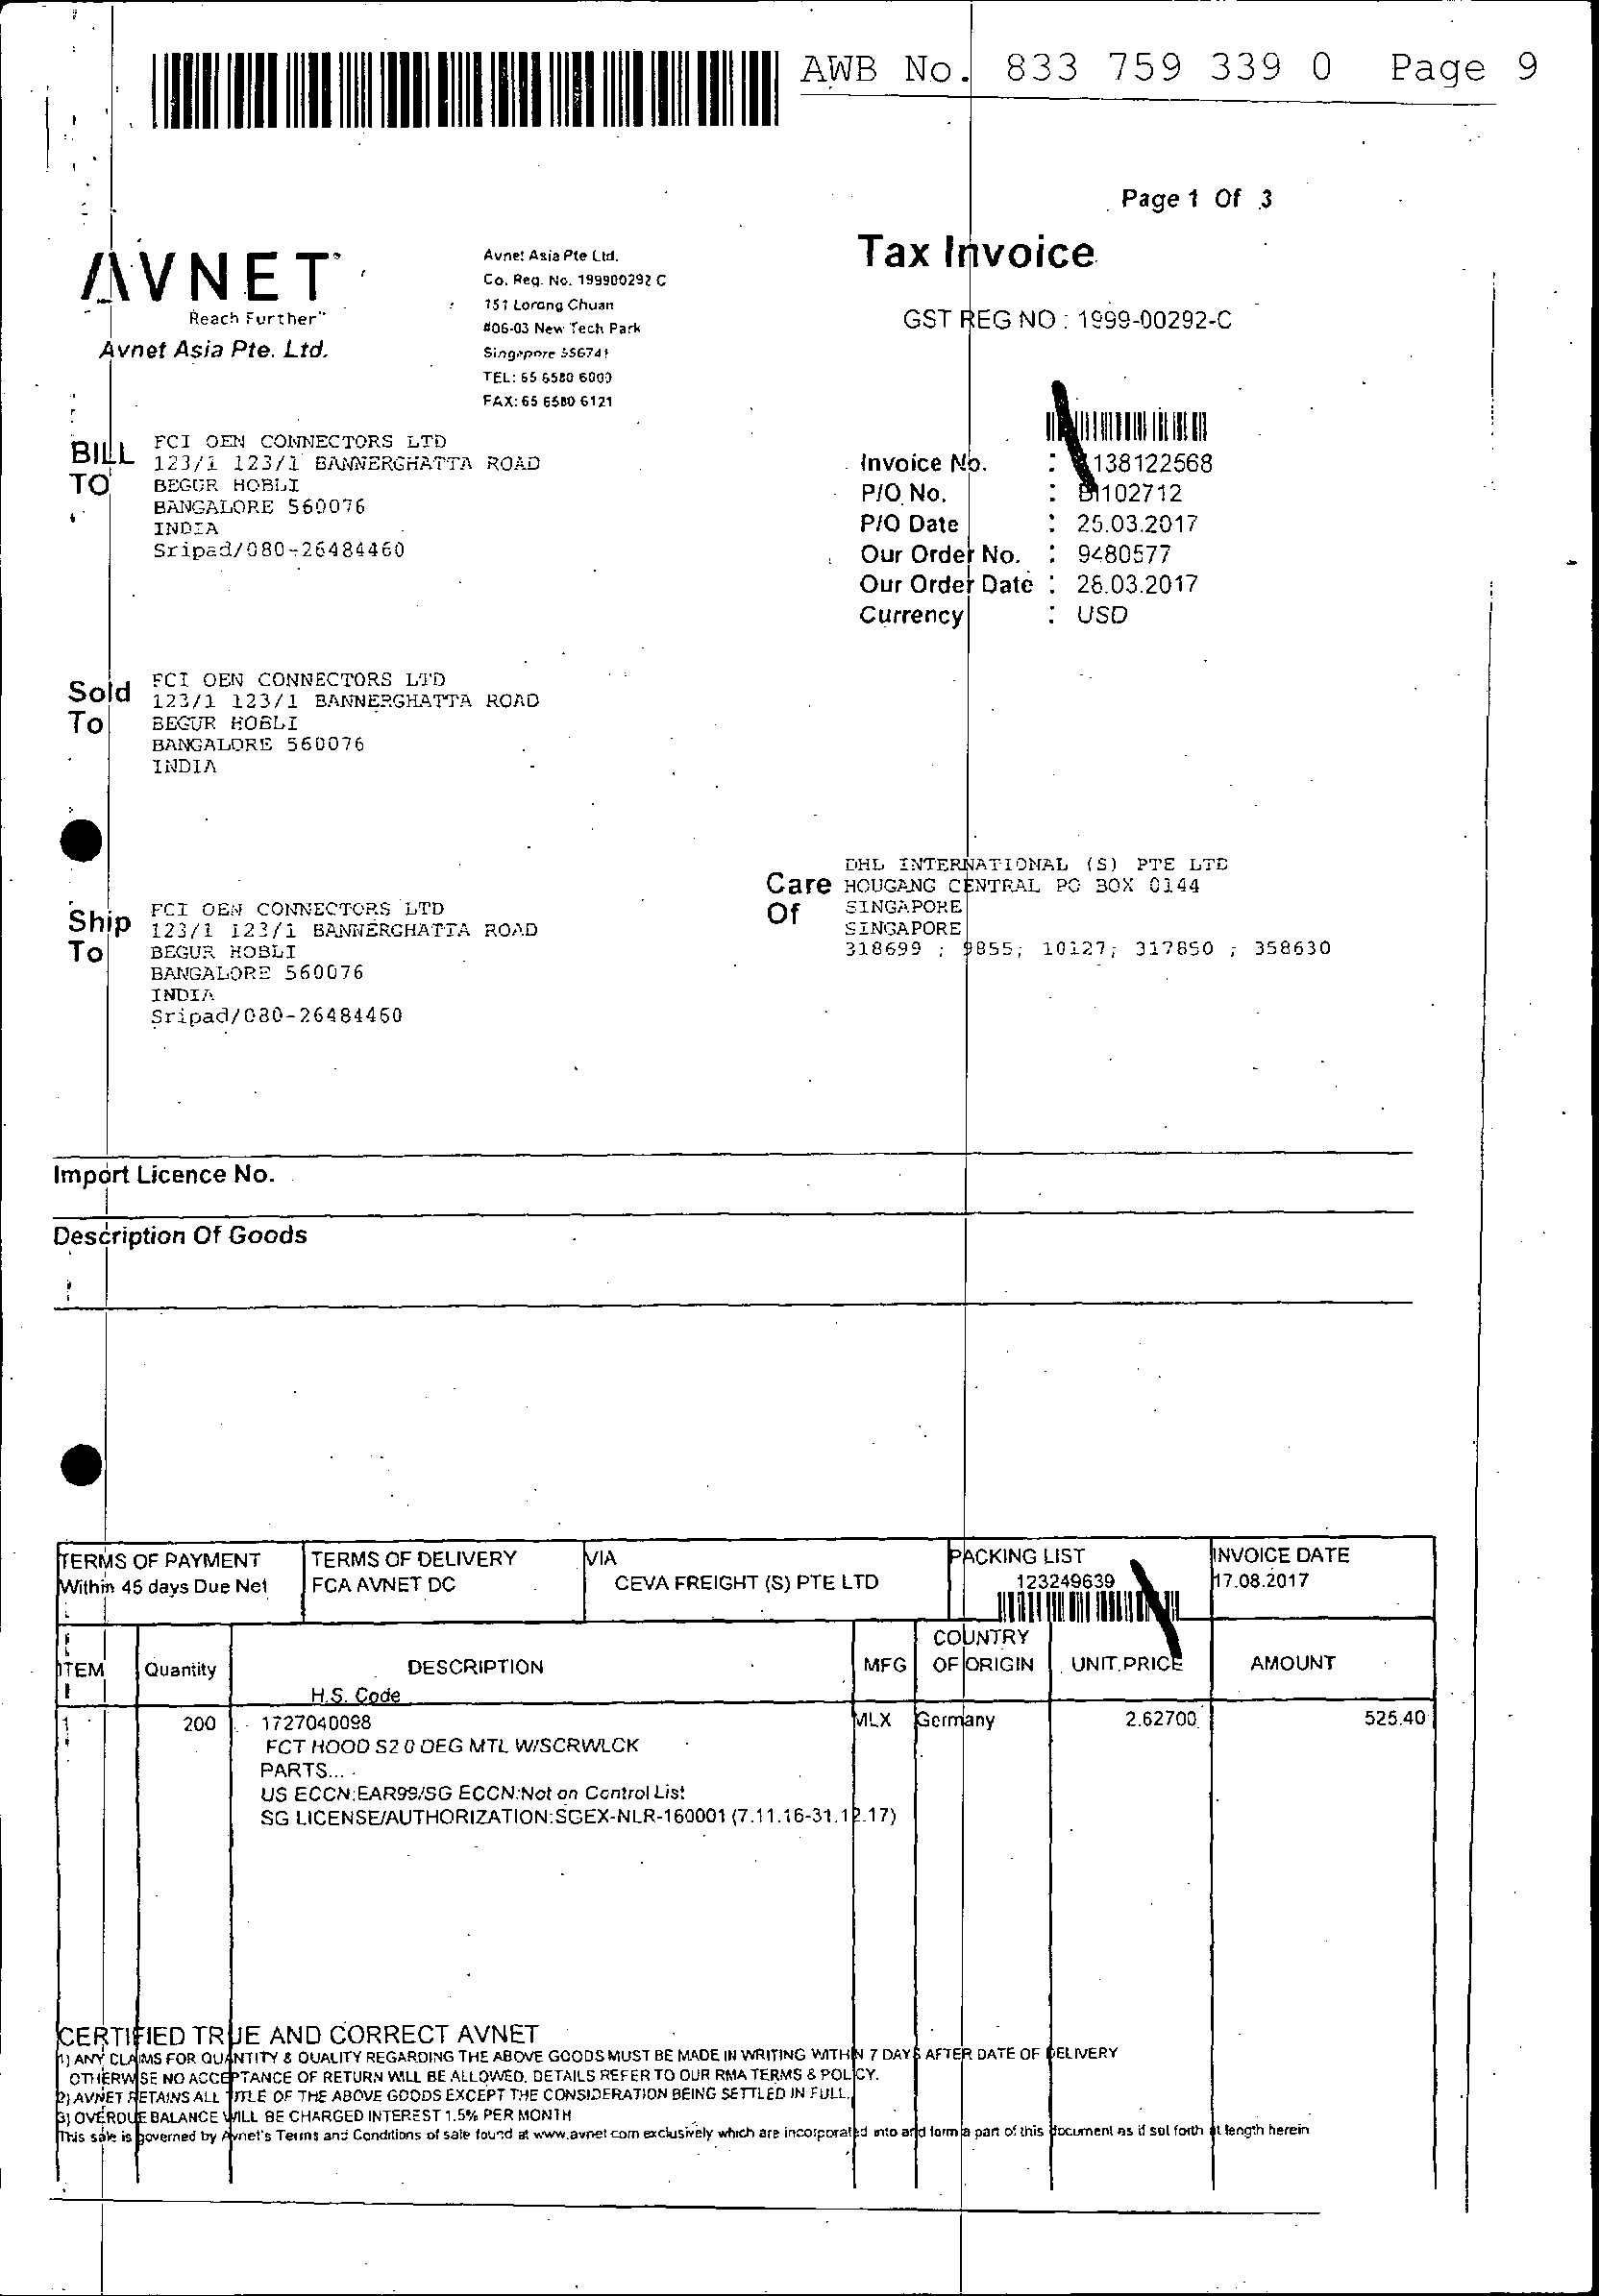 AWB No. 833 759 339 0 Page 9
Page 1 Of 3
AVNET
Reach Further
Avnet Asia Pte. Ltd.
Avnet Asia Pte Ltd.
Co. Reg. No. 199900292 C
151 Lorong Chuan
#06-03 New Tech Park
Singapore 556741
TEL: 65 6580 6000
FAX: 65 6580 6121
Tax Invoice
GST REG NO : 1999-00292-C
BILL TO
FCI OEN CONNECTORS LTD
123/1 123/1 BANNERGHATTA ROAD
BEGUR HOBLI
BANGALORE 560076
INDIA
Sripad/080-26484460
Invoice No. : 138122568
P/O No. : 102712
P/O Date : 25.03.2017
Our Order No. : 9480577
Our Order Date : 28.03.2017
Currency : USD
Sold To
FCI OEN CONNECTORS LTD
123/1 123/1 BANNERGHATTA ROAD
BEGUR HOBLI
BANGALORE 560076
INDIA
Care Of
DHL INTERNATIONAL (S) PTE LTD
HOUGANG CENTRAL PO BOX 0144
SINGAPORE
SINGAPORE
318699 ; 9855; 10127; 317850 ; 358630
Ship To
FCI OEN CONNECTORS LTD
123/1 123/1 BANNERGHATTA ROAD
BEGUR HOBLI
BANGALORE 560076
INDIA
Sripad/080-26484460
Import Licence No.
Description Of Goods
TERMS OF PAYMENT TERMS OF DELIVERY VIA PACKING LIST INVOICE DATE
Within 45 days Due Net FCA AVNET DC CEVA FREIGHT (S) PTE LTD 123249639 17.08.2017
ITEM Quantity DESCRIPTION MFG COUNTRY OF ORIGIN UNIT.PRICE AMOUNT
H.S. Code
1 200 1727040098 MLX Germany 2.62700 525.40
FCT HOOD S2 0 DEG MTL W/SCRWLCK
PARTS...
US ECCN:EAR99/SG ECCN:Not on Control List
SG LICENSE/AUTHORIZATION:SGEX-NLR-160001 (7.11.16-31.12.17)
CERTIFIED TRUE AND CORRECT AVNET
1) ANY CLAIMS FOR QUANTITY & QUALITY REGARDING THE ABOVE GOODS MUST BE MADE IN WRITING WITHIN 7 DAYS AFTER DATE OF DELIVERY
OTHERWISE NO ACCEPTANCE OF RETURN WILL BE ALLOWED. DETAILS REFER TO OUR RMA TERMS & POLICY.
2) AVNET RETAINS ALL TITLE OF THE ABOVE GOODS EXCEPT THE CONSIDERATION BEING SETTLED IN FULL.
3) OVERDUE BALANCE WILL BE CHARGED INTEREST 1.5% PER MONTH
This sale is governed by Avnet's Terms and Conditions of sale found at www.avnet.com exclusively which are incorporated into and form a part of this document as if set forth at length herein